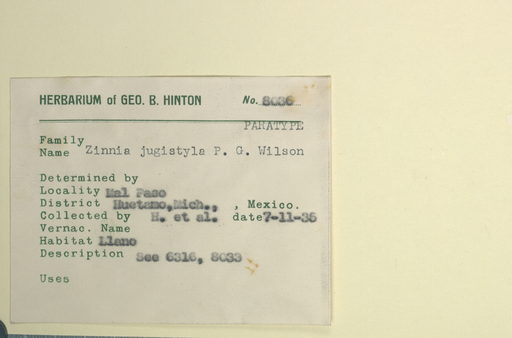 HERBARIUM of GEO. B. HINTON No. 8036
PARATYPE
Family
Name Zinnia jugistyla P. G. Wilson
Determined by
Locality Mal Paso
District Huetamo,Mich., , Mexico.
Collected by H. et al. date 7-11-35
Vernac. Name
Habitat Llano
Description See 6316, 8033
Uses